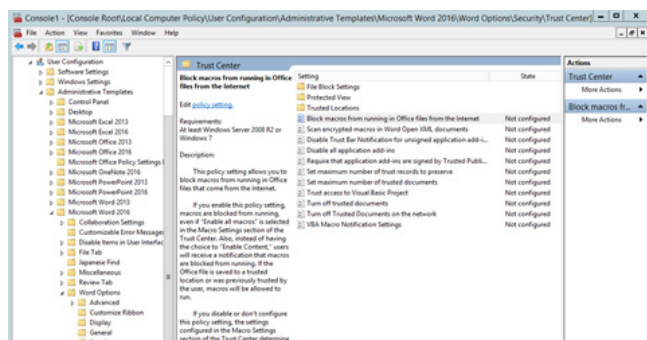 Console1 - [Console Root\Local Computer Policy\User Configuration\Administrative Templates\Microsoft Word 2016\Word Options\Security\Trust Center]
File Action View Favorites Window Help
User Configuration
Software Settings
Windows Settings
Administrative Templates
Control Panel
Desktop
Microsoft Excel 2013
Microsoft Excel 2016
Microsoft Office 2013
Microsoft Office 2016
Microsoft Office Policy Settings
Microsoft OneNote 2016
Microsoft PowerPoint 2013
Microsoft PowerPoint 2016
Microsoft Word 2013
Microsoft Word 2016
Collaboration Settings
Customizable Error Messages
Disable Items in User Interfac
File Tab
Japanese Find
Miscellaneous
Review Tab
Word Options
Advanced
Customize Ribbon
Display
General
Trust Center
Block macros from running in Office
files from the Internet
Edit policy setting.
Requirements:
At least Windows Server 2008 R2 or
Windows 7
Description:
This policy setting allows you to
block macros from running in Office
files that come from the Internet.
If you enable this policy setting,
macros are blocked from running,
even if "Enable all macros" is selected
in the Macro Settings section of the
Trust Center. Also, instead of having
the choice to "Enable Content," users
will receive a notification that macros
are blocked from running. If the
Office file is saved to a trusted
location or was previously trusted by
the user, macros will be allowed to
run.
If you disable or don't configure
this policy setting, the settings
configured in the Macro Settings
section of the Trust Center determine
Setting State
File Block Settings
Protected View
Trusted Locations
Block macros from running in Office files from the Internet Not configured
Scan encrypted macros in Word Open XML documents Not configured
Disable Trust Bar Notification for unsigned application add-i... Not configured
Disable all application add-ins Not configured
Require that application add-ins are signed by Trusted Publi... Not configured
Set maximum number of trust records to preserve Not configured
Set maximum number of trusted documents Not configured
Trust access to Visual Basic Project Not configured
Turn off trusted documents Not configured
Turn off Trusted Documents on the network Not configured
VBA Macro Notification Settings Not configured
Actions
Trust Center
More Actions
Block macros fr...
More Actions